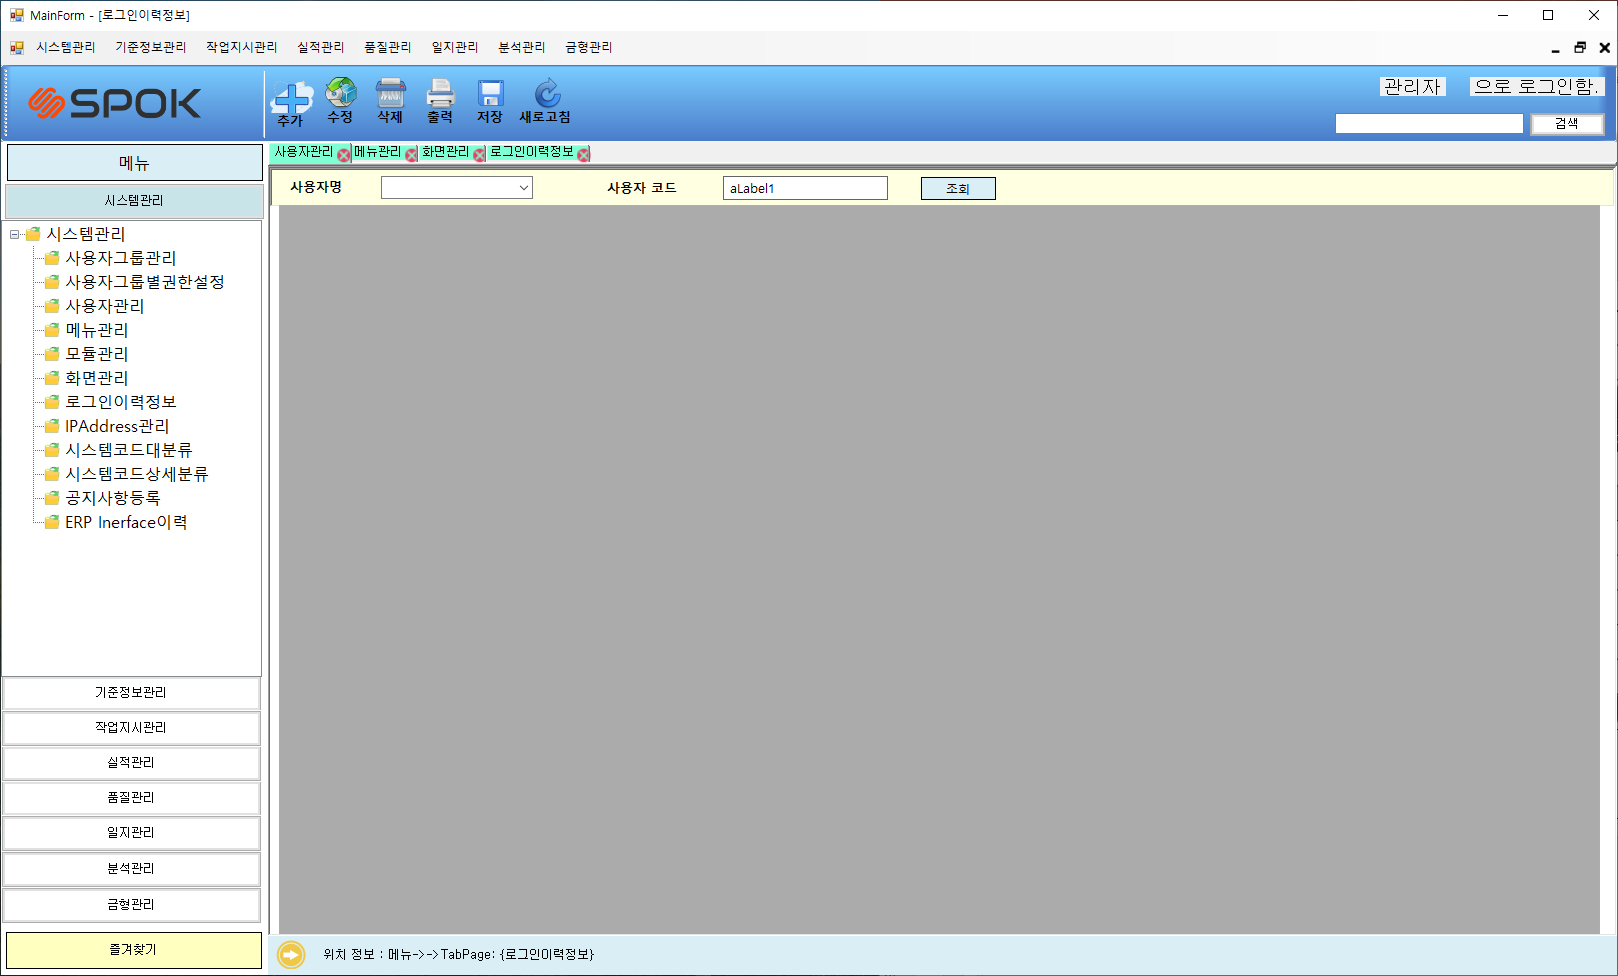 MainForm - [로그인이력정보]
시스템관리 기준정보관리 작업지시관리 실적관리 품질관리 일지관리 분석관리 금형관리
SPOK
추가 수정 삭제 출력 저장 새로고침
관리자 으로 로그인함.
검색
메뉴
시스템관리
시스템관리
사용자그룹관리
사용자그룹별권한설정
사용자관리
메뉴관리
모듈관리
화면관리
로그인이력정보
IPAddress관리
시스템코드대분류
시스템코드상세분류
공지사항등록
ERP Inerface이력
기준정보관리
작업지시관리
실적관리
품질관리
일지관리
분석관리
금형관리
즐겨찾기
사용자관리 메뉴관리 화면관리 로그인이력정보
사용자명 사용자 코드 aLabel1 조회
위치 정보 : 메뉴->->TabPage: {로그인이력정보}